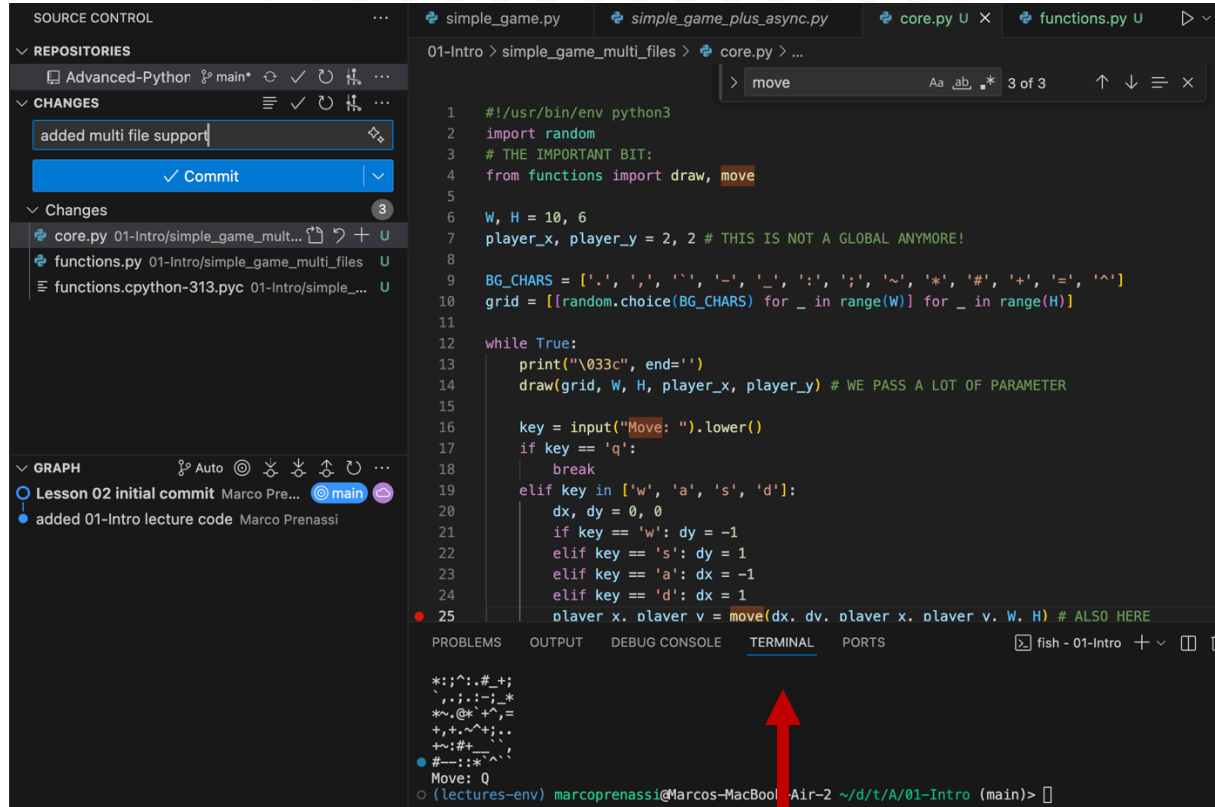 SOURCE CONTROL
REPOSITORIES
Advanced-Python main*
CHANGES
added multi file support
Commit
Changes 3
core.py 01-Intro/simple_game_mult... U
functions.py 01-Intro/simple_game_multi_files U
functions.cpython-313.pyc 01-Intro/simple_... U
GRAPH Auto
Lesson 02 initial commit Marco Pre... main
added 01-Intro lecture code Marco Prenassi
simple_game.py simple_game_plus_async.py core.py U functions.py U
01-Intro > simple_game_multi_files > core.py > ...
move Aa ab .* 3 of 3
1 #!/usr/bin/env python3
2 import random
3 # THE IMPORTANT BIT:
4 from functions import draw, move
5
6 W, H = 10, 6
7 player_x, player_y = 2, 2 # THIS IS NOT A GLOBAL ANYMORE!
8
9 BG_CHARS = ['.', ',', '`', '-', '_', ':', ';', '~', '*', '#', '+', '=', '^']
10 grid = [[random.choice(BG_CHARS) for _ in range(W)] for _ in range(H)]
11
12 while True:
13 print("\033c", end='')
14 draw(grid, W, H, player_x, player_y) # WE PASS A LOT OF PARAMETER
15
16 key = input("Move: ").lower()
17 if key == 'q':
18 break
19 elif key in ['w', 'a', 's', 'd']:
20 dx, dy = 0, 0
21 if key == 'w': dy = -1
22 elif key == 's': dy = 1
23 elif key == 'a': dx = -1
24 elif key == 'd': dx = 1
25 player_x, player_y = move(dx, dy, player_x, player_y, W, H) # ALSO HERE
PROBLEMS OUTPUT DEBUG CONSOLE TERMINAL PORTS fish - 01-Intro
*:;^:.#_+;
`,.;.:-;_*
*~.@*`+^,=
+,+.~^+;..
+~:#+__``,
#--::*`^``
Move: Q
(lectures-env) marcoprenassi@Marcos-MacBook-Air-2 ~/d/t/A/01-Intro (main)>